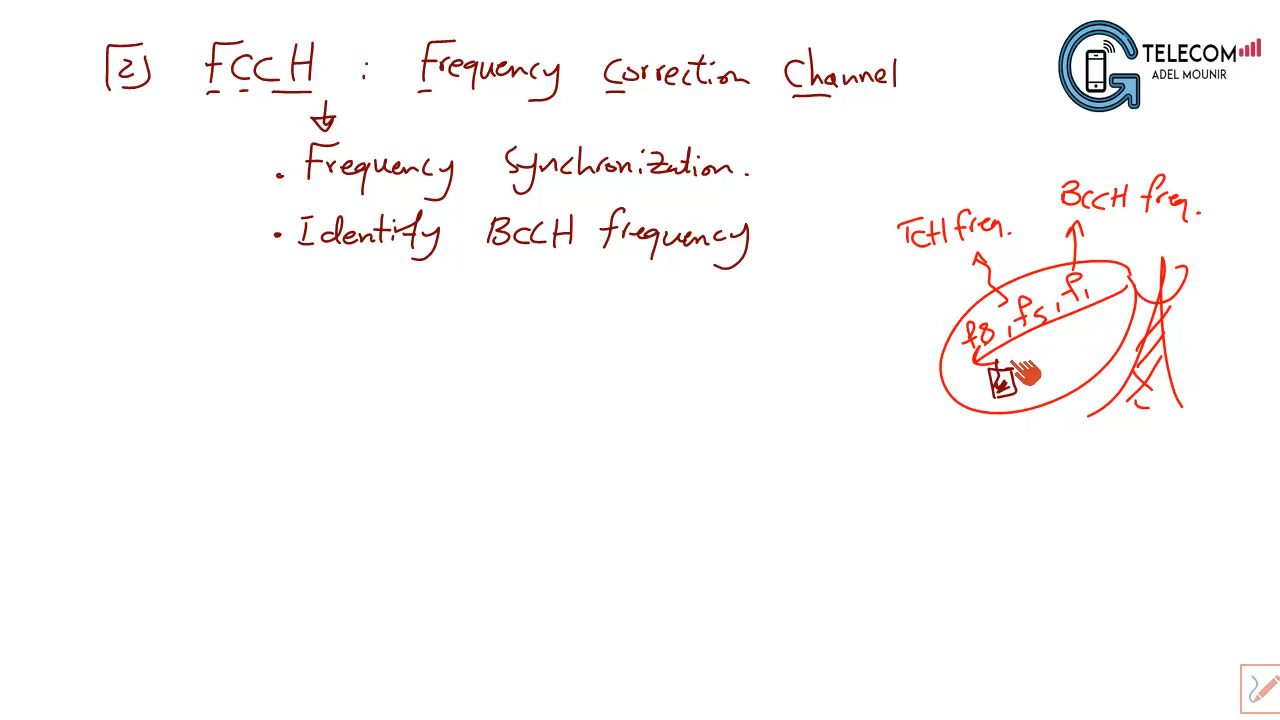 [2] FCCH : Frequency Correction Channel
. Frequency Synchronization.
. Identify BCCH frequency
TELECOM
ADEL MOUNIR
BCCH freq.
TCH freq.
f8, f5, f1